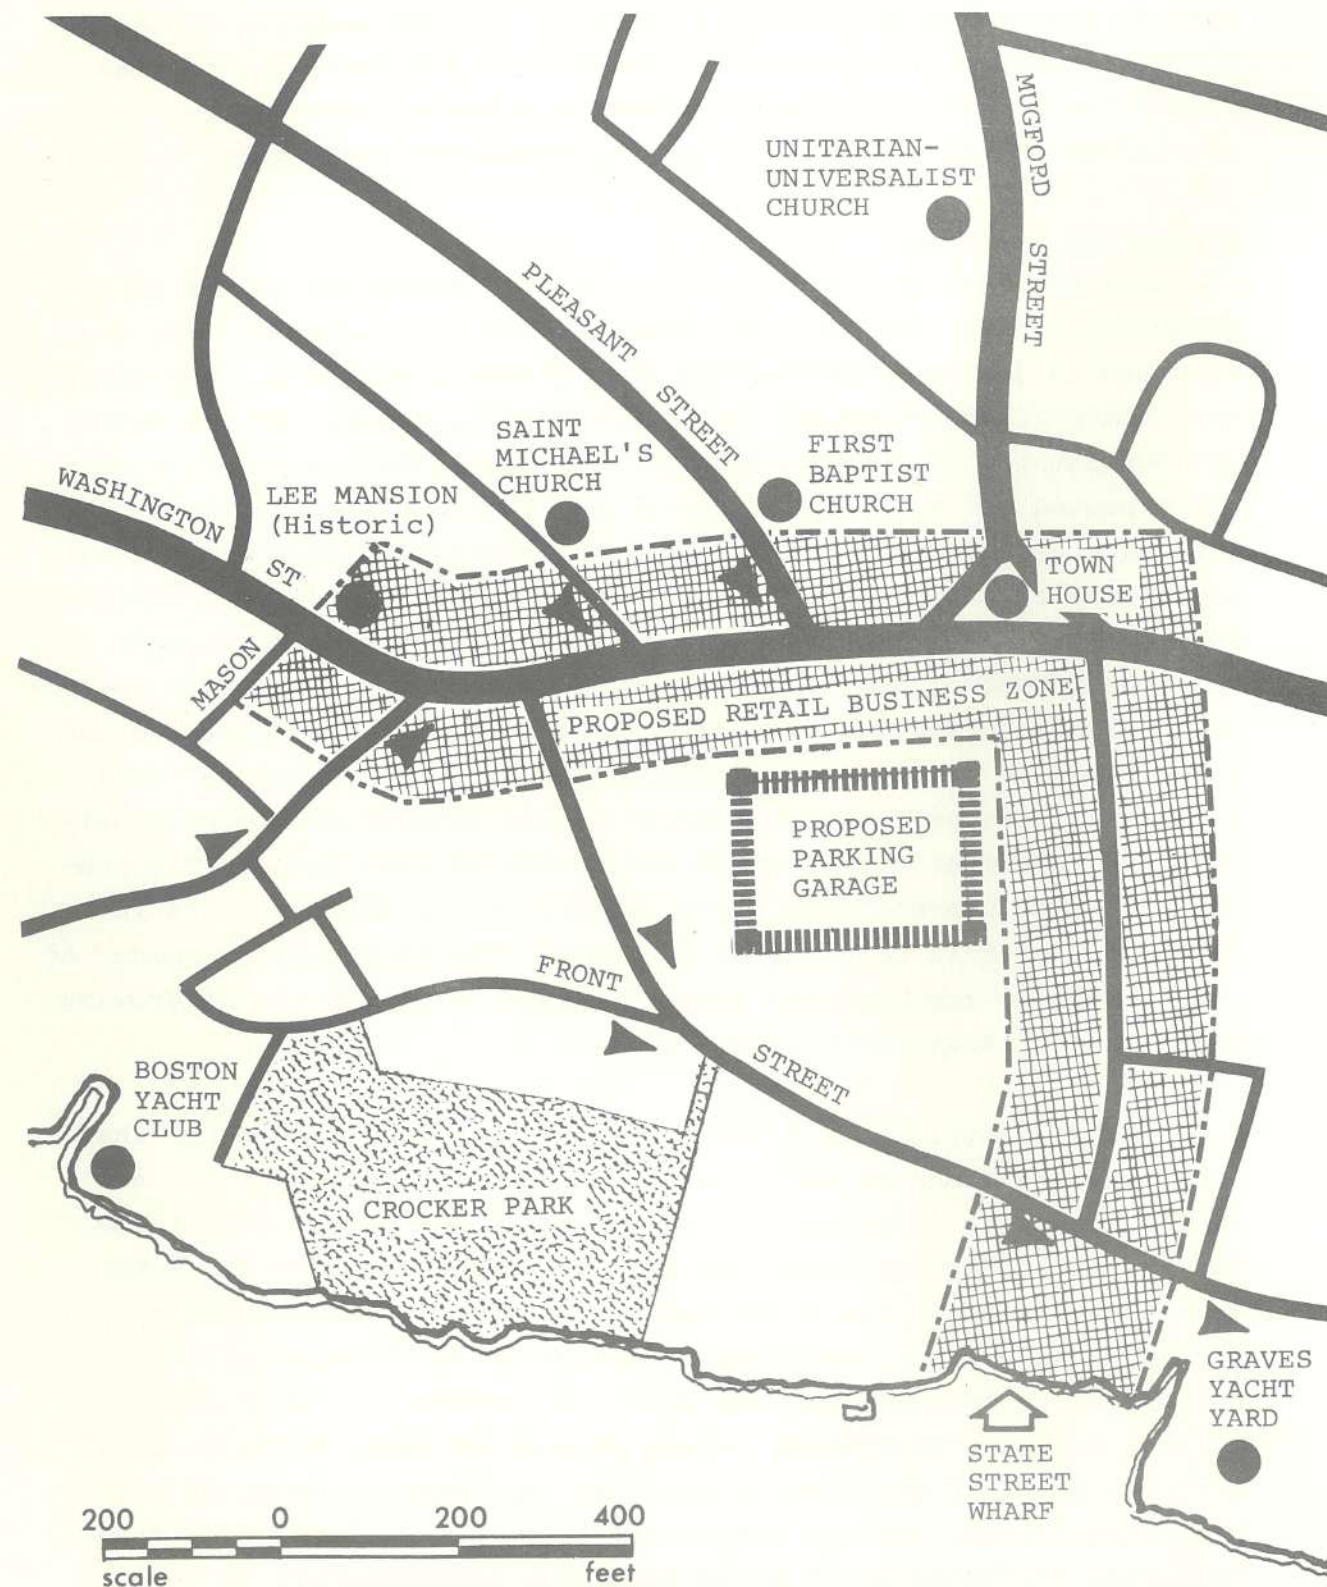 MUGFORD STREET
UNITARIAN-
UNIVERSALIST
CHURCH
PLEASANT STREET
SAINT
MICHAEL'S
CHURCH
FIRST
BAPTIST
CHURCH
WASHINGTON ST
LEE MANSION
(Historic)
TOWN
HOUSE
MASON
PROPOSED RETAIL BUSINESS ZONE
PROPOSED
PARKING
GARAGE
FRONT STREET
BOSTON
YACHT
CLUB
CROCKER PARK
GRAVES
YACHT
YARD
STATE
STREET
WHARF
200 0 200 400
scale feet